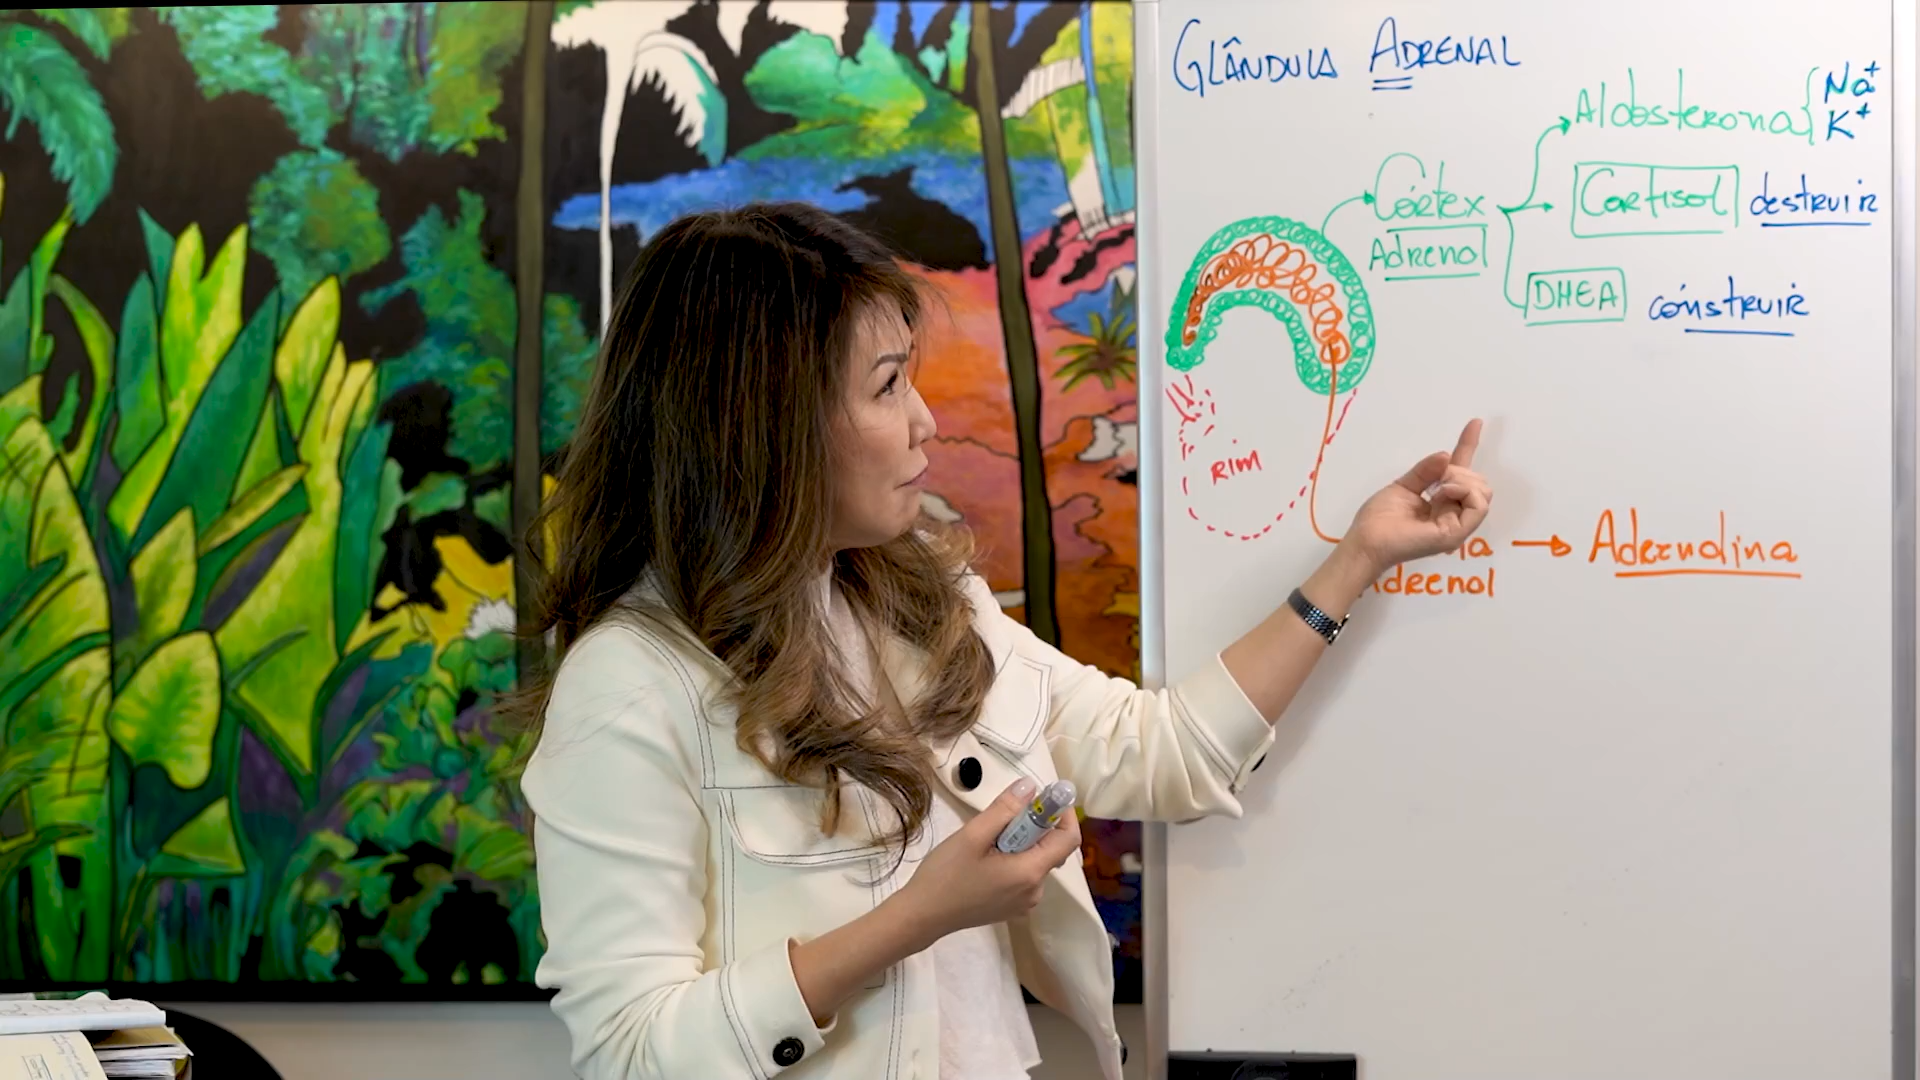 GLÂNDULA ADRENAL
Aldosterona { Na+
K+
Córtex
Adrenal
Cortisol destruir
DHEA construir
RIM
Adrenalina
Adrenal